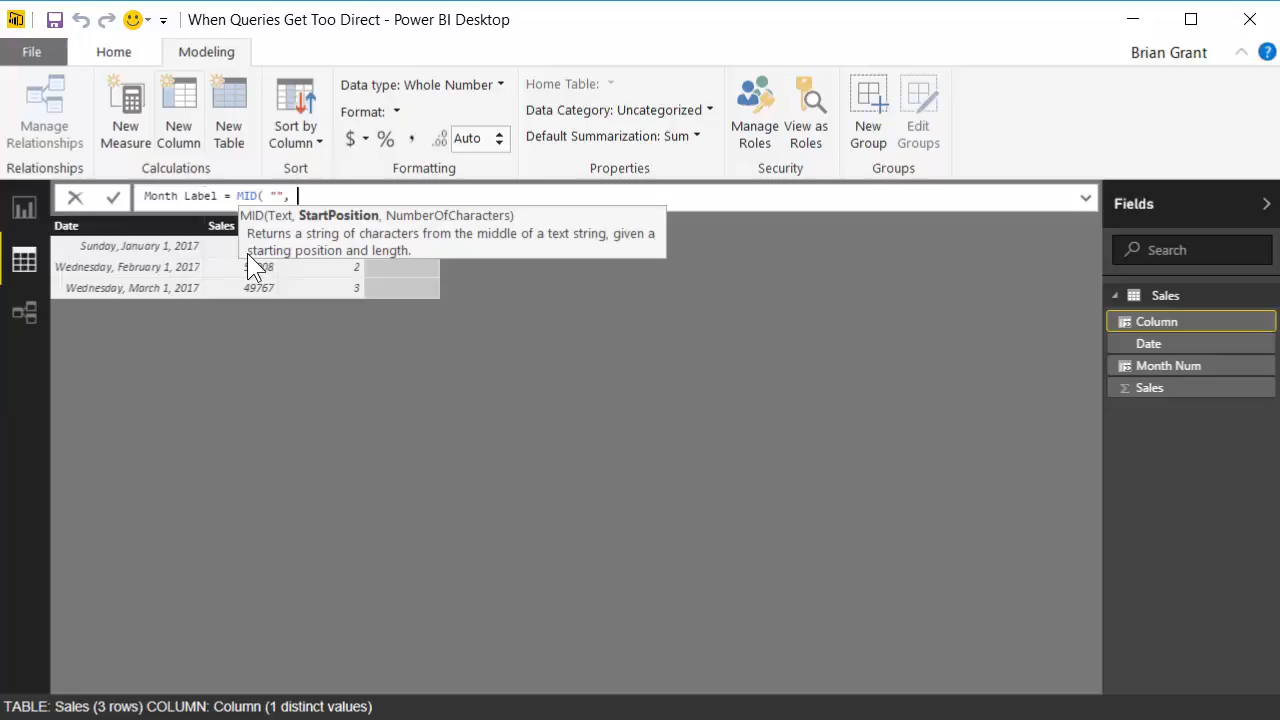 When Queries Get Too Direct - Power BI Desktop
File
Home
Modeling
Brian Grant
Manage Relationships
Relationships
New Measure
New Column
New Table
Calculations
Sort by Column
Sort
Data type: Whole Number
Format:
$ % , .00 Auto
Formatting
Home Table:
Data Category: Uncategorized
Default Summarization: Sum
Properties
Manage Roles
View as Roles
Security
New Group
Edit Groups
Groups
Month Label = MID( "",
MID(Text, StartPosition, NumberOfCharacters)
Returns a string of characters from the middle of a text string, given a
starting position and length.
Date Sales
Sunday, January 1, 2017
Wednesday, February 1, 2017 2
Wednesday, March 1, 2017 49767 3
Fields
Search
Sales
Column
Date
Month Num
Σ Sales
TABLE: Sales (3 rows) COLUMN: Column (1 distinct values)